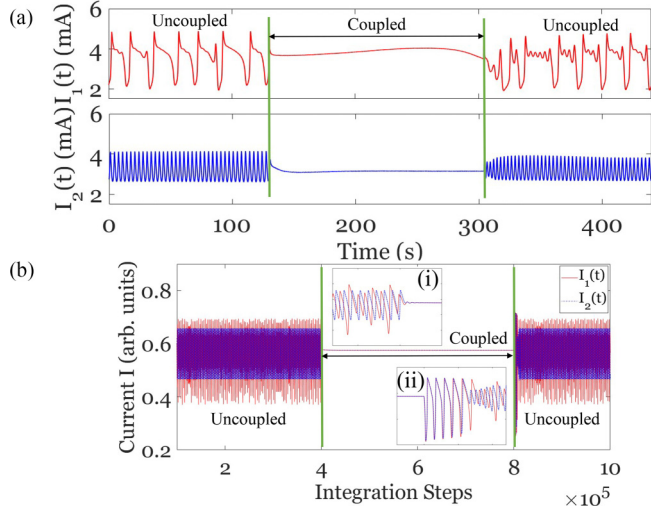 (a)
Uncoupled
Coupled
Uncoupled
I1(t) (mA)
4
2
I2(t) (mA)
6
4
2
0
100
200
300
400
Time (s)
(b)
Current I (arb. units)
0.8
0.6
0.4
0.2
(i)
I1(t)
I2(t)
Coupled
(ii)
Uncoupled
Uncoupled
2
4
6
8
10
Integration Steps
×10^5